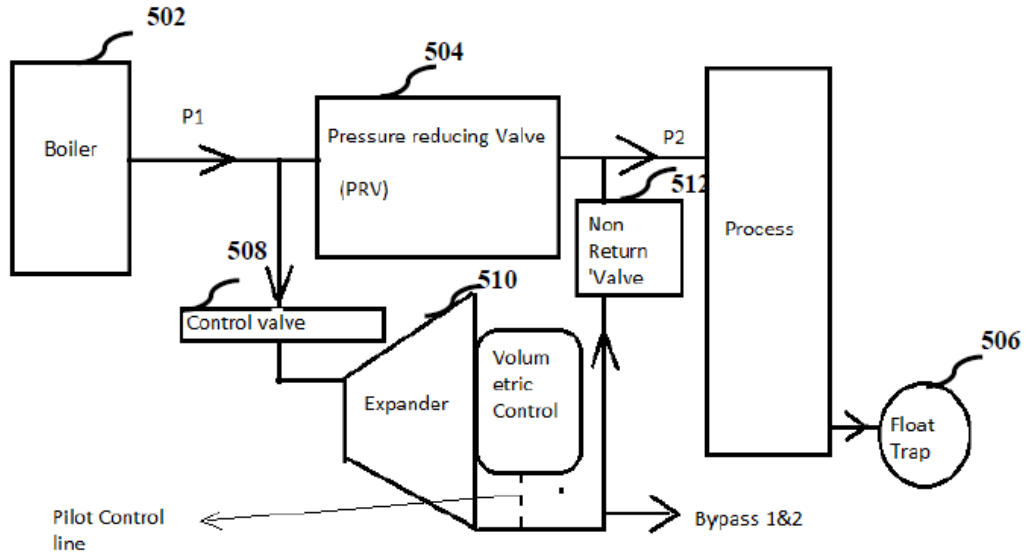 502
504
P1
Boiler
Pressure reducing Valve
(PRV)
P2
512
Non
Return
'Valve
Process
508
Control valve
510
Expander
Volum
etric
Control
506
Float
Trap
Pilot Control
line
Bypass 1&2